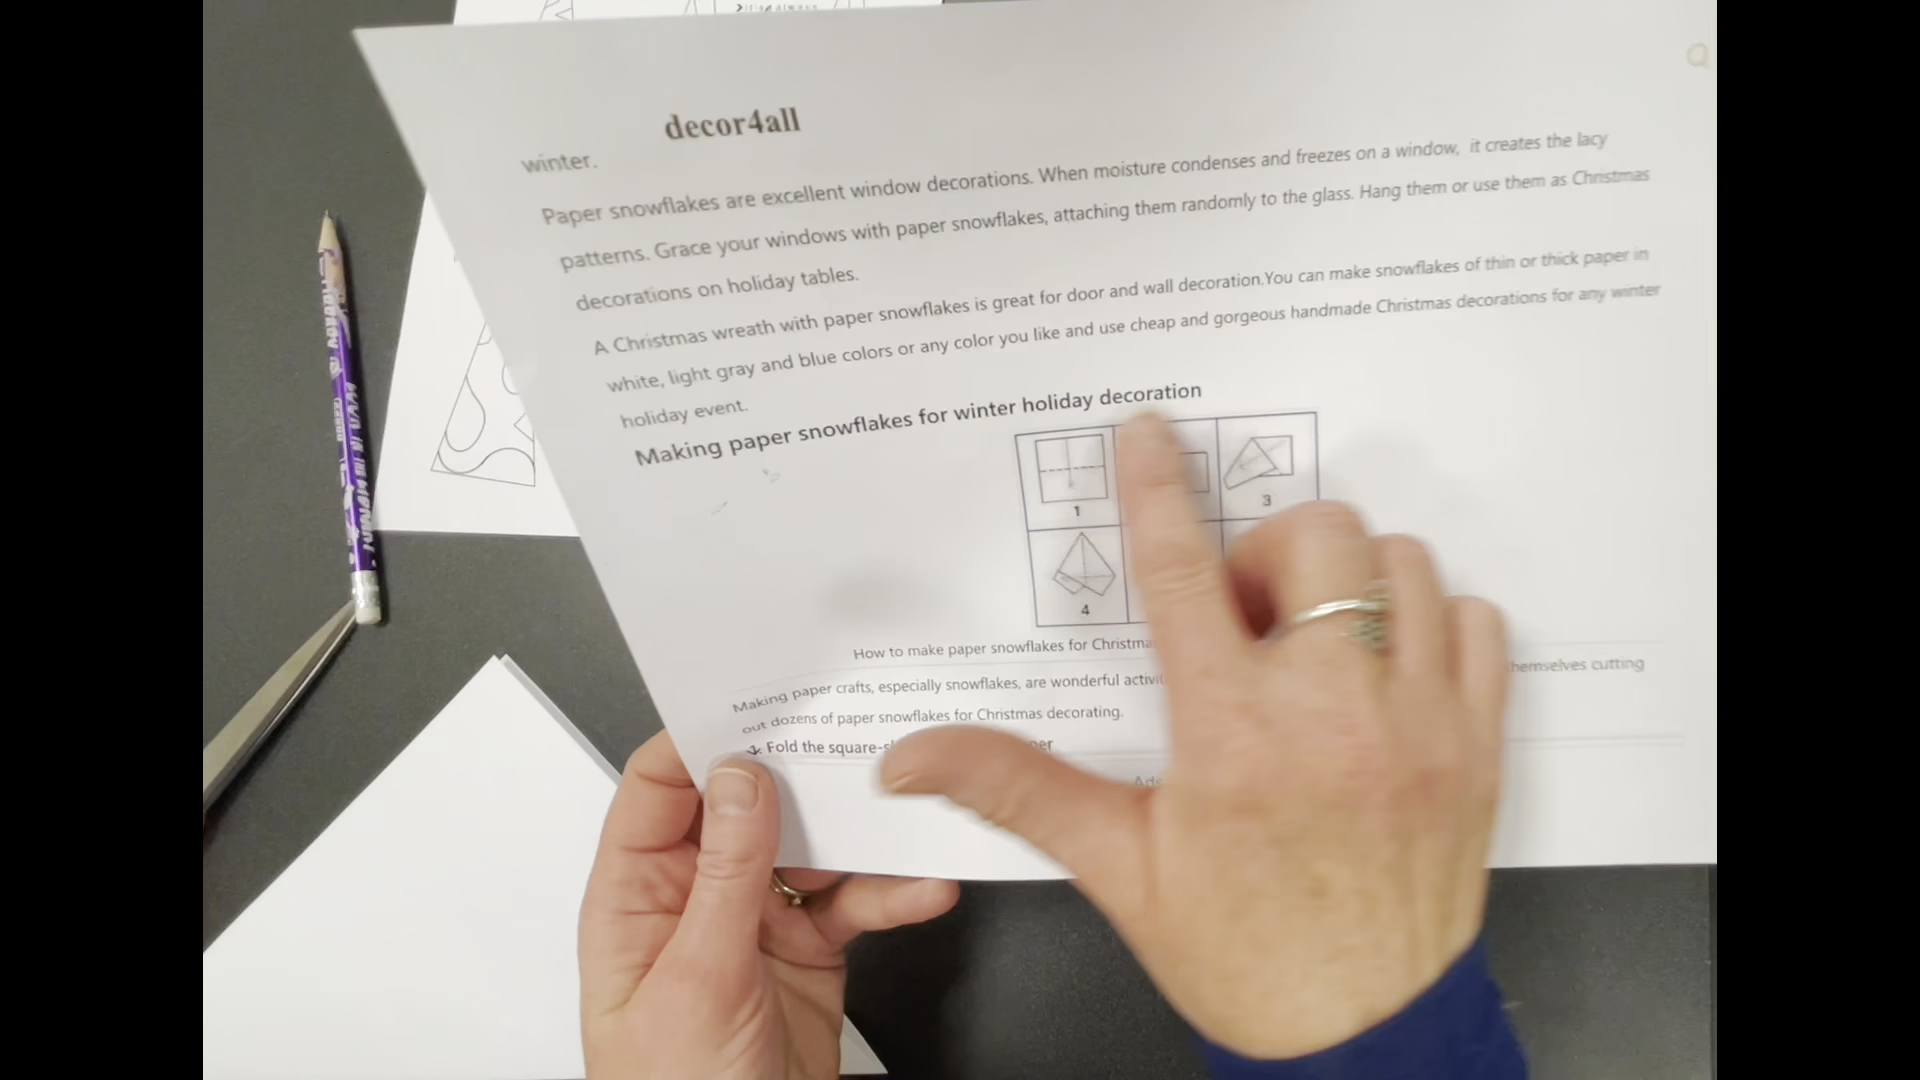 decor4all
winter.
Paper snowflakes are excellent window decorations. When moisture condenses and freezes on a window, it creates the lacy
patterns. Grace your windows with paper snowflakes, attaching them randomly to the glass. Hang them or use them as Christmas
decorations on holiday tables.
A Christmas wreath with paper snowflakes is great for door and wall decoration.You can make snowflakes of thin or thick paper in
white, light gray and blue colors or any color you like and use cheap and gorgeous handmade Christmas decorations for any winter
holiday event.
Making paper snowflakes for winter holiday decoration
1
3
4
How to make paper snowflakes for
Making paper crafts, especially snowflakes, are wonderful themselves cutting
out dozens of paper snowflakes for Christmas decorating.
1. Fold the